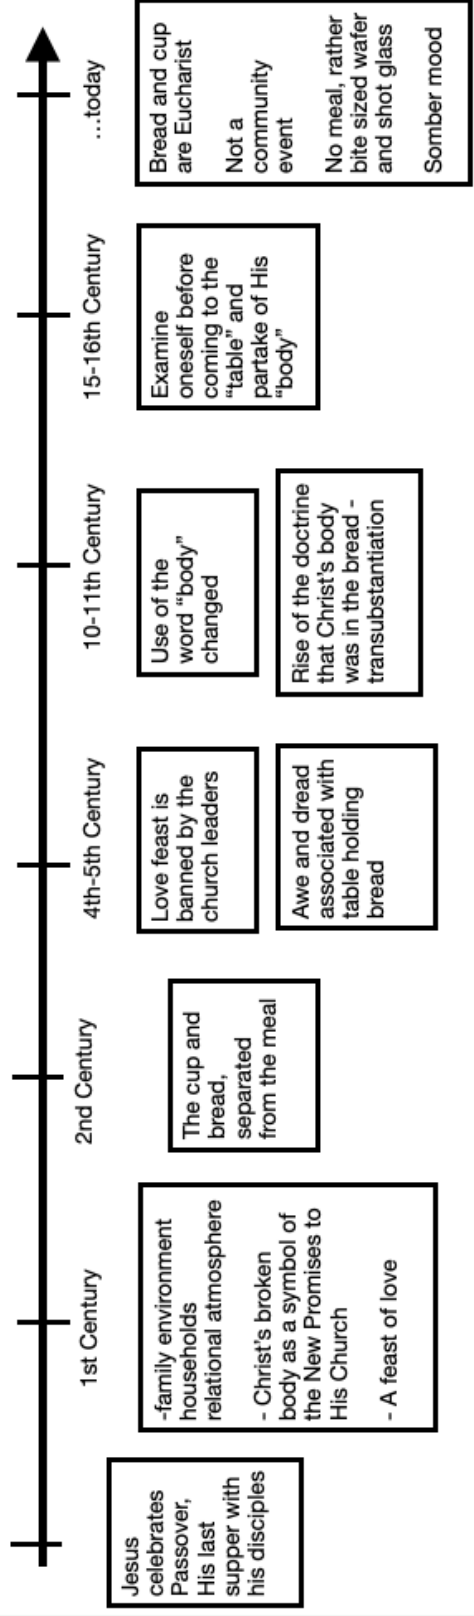 Jesus
celebrates
Passover,
His last
supper with
his disciples
1st Century
-family environment
households
relational atmosphere
- Christ's broken
body as a symbol of
the New Promises to
His Church
- A feast of love
2nd Century
The cup and
bread,
separated
from the meal
4th-5th Century
Love feast is
banned by the
church leaders
Awe and dread
associated with
table holding
bread
10-11th Century
Use of the
word “body”
changed
Rise of the doctrine
that Christ's body
was in the bread -
transubstantiation
15-16th Century
Examine
oneself before
coming to the
“table” and
partake of His
“body”
...today
Bread and cup
are Eucharist
Not a
community
event
No meal, rather
bite sized wafer
and shot glass
Somber mood